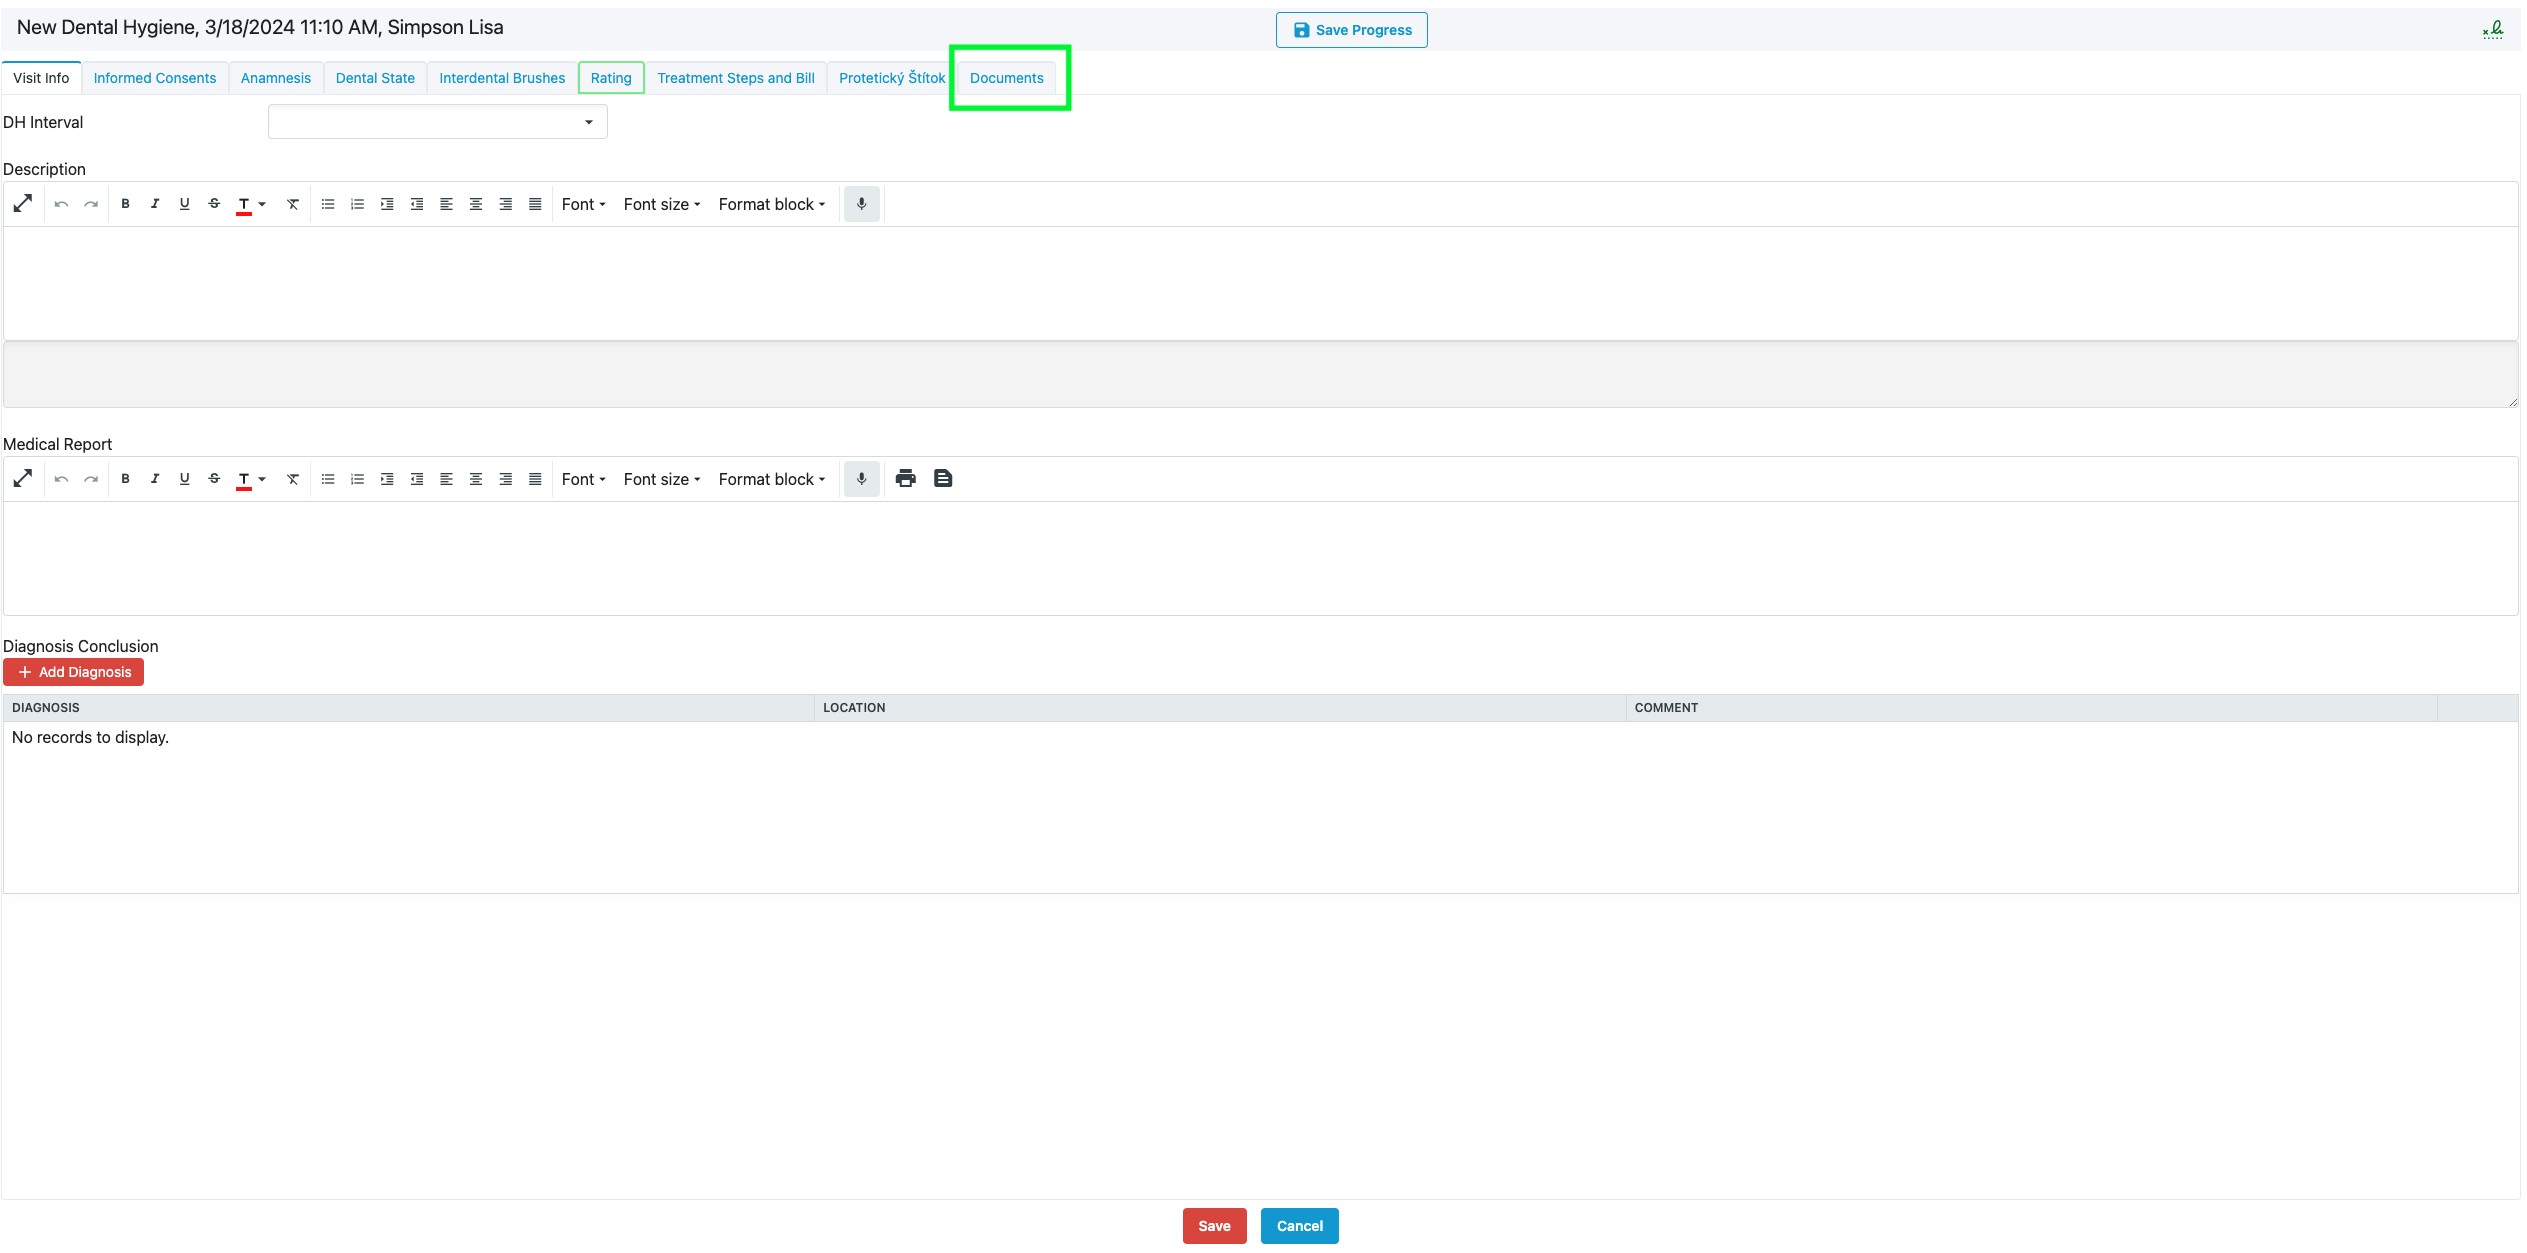 New Dental Hygiene, 3/18/2024 11:10 AM, Simpson Lisa
Save Progress
Visit Info Informed Consents Anamnesis Dental State Interdental Brushes Rating Treatment Steps and Bill Protetický Štítok Documents
DH Interval
Description
B I U S T Font Font size Format block
Medical Report
B I U S T Font Font size Format block
Diagnosis Conclusion
+ Add Diagnosis
DIAGNOSIS LOCATION COMMENT
No records to display.
Save Cancel